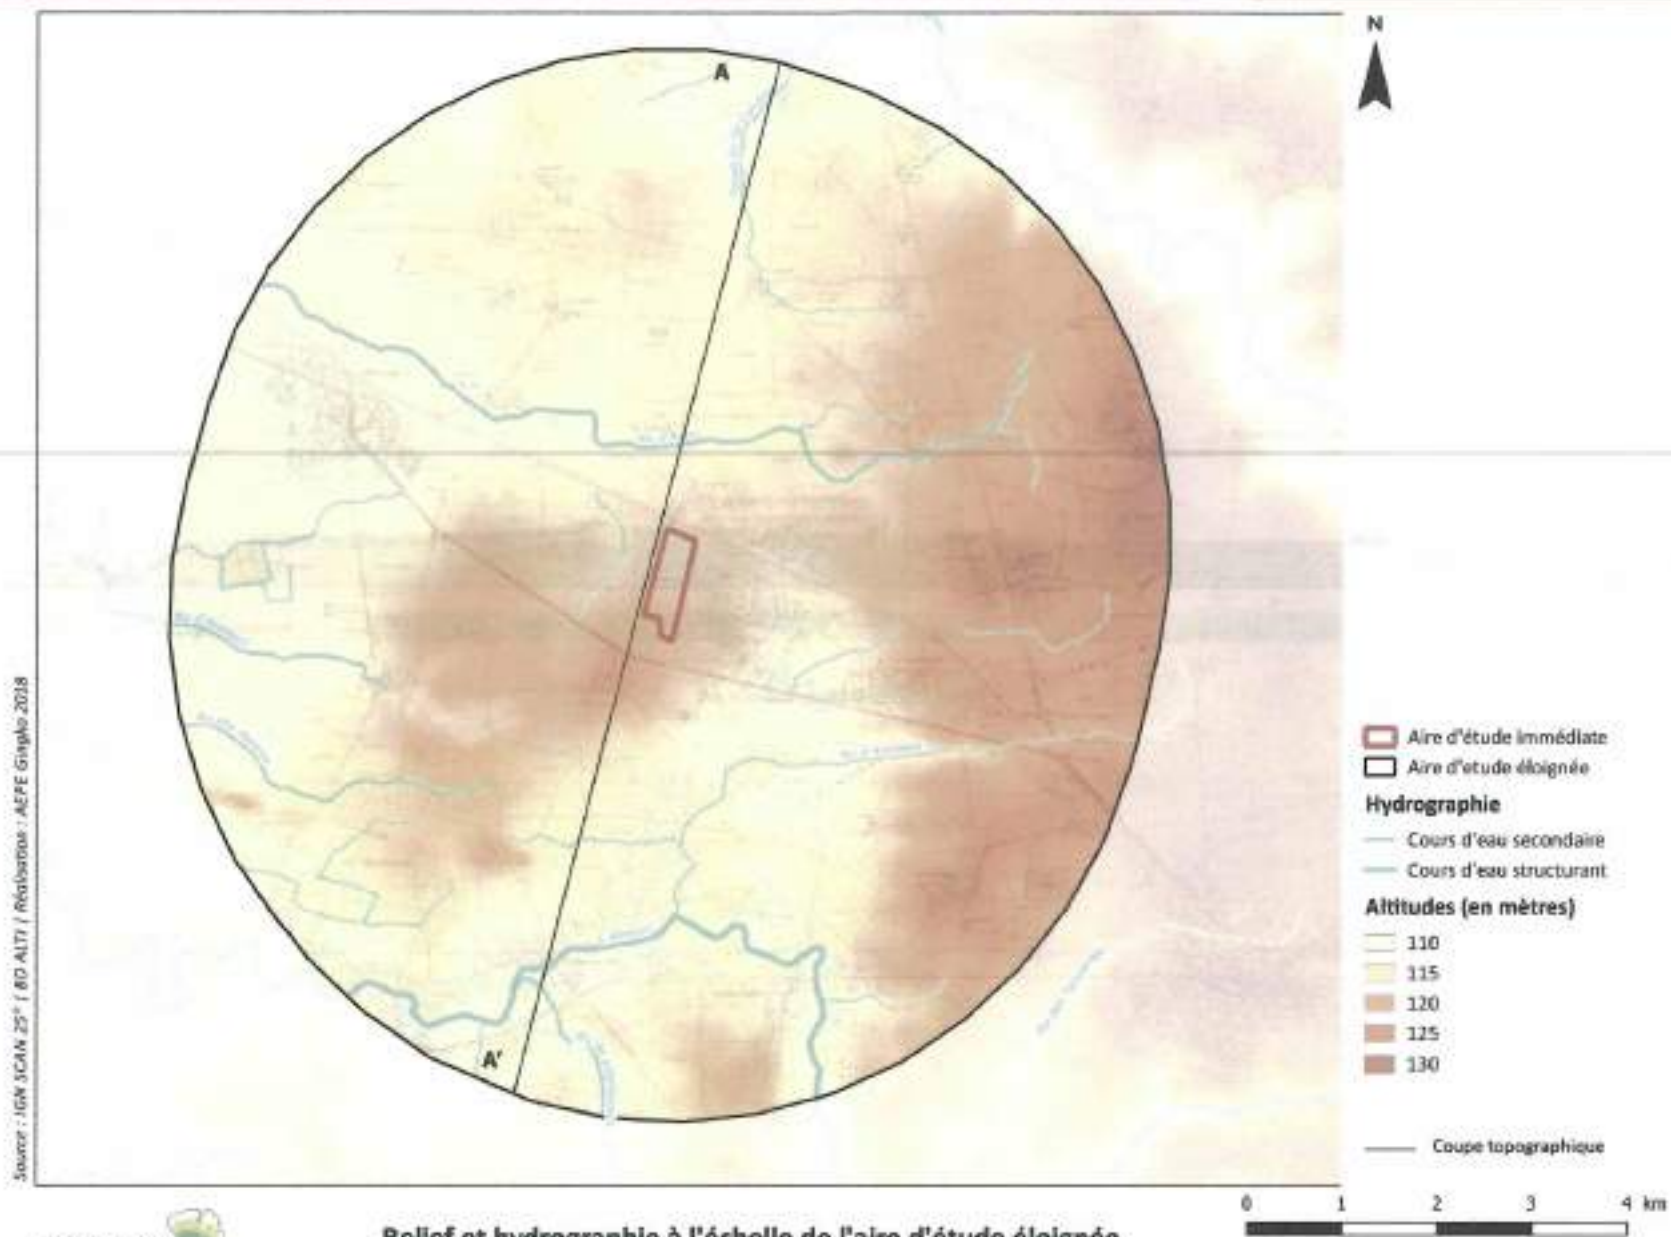 N
A
A'
Source : IGN SCAN 25° | BD ALTI | Réalisation : AEPE Gingko 2018
Aire d'étude immédiate
Aire d'etude éloignée
Hydrographie
Cours d'eau secondaire
Cours d'eau structurant
Altitudes (en mètres)
110
115
120
125
130
Coupe topographique
0 1 2 3 4 km
Relief et hydrographie à l'échelle de l'aire d'étude éloignée